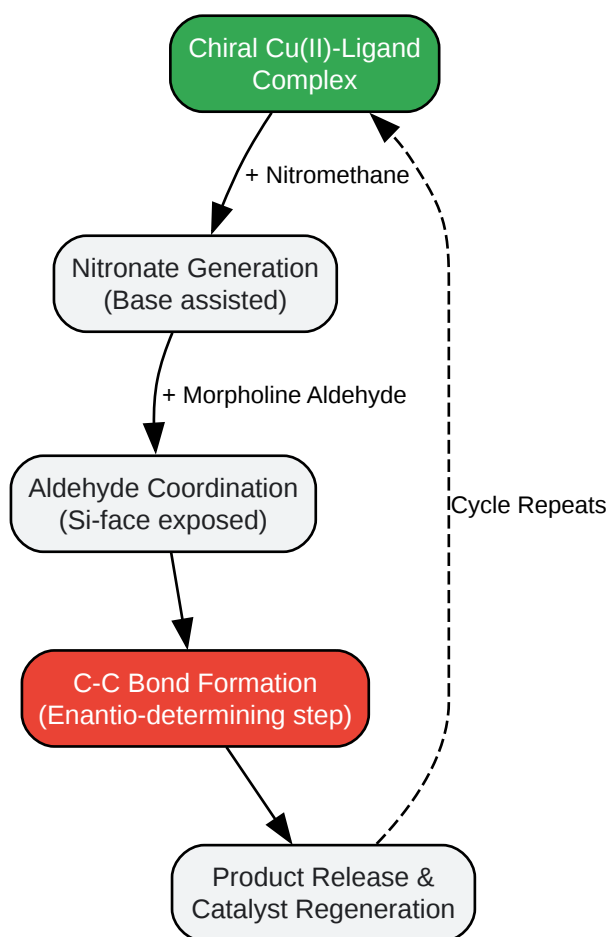 Chiral Cu(II)-Ligand
Complex
+ Nitromethane
Nitronate Generation
(Base assisted)
+ Morpholine Aldehyde
Aldehyde Coordination
(Si-face exposed)
Cycle Repeats
C-C Bond Formation
(Enantio-determining step)
Product Release &
Catalyst Regeneration